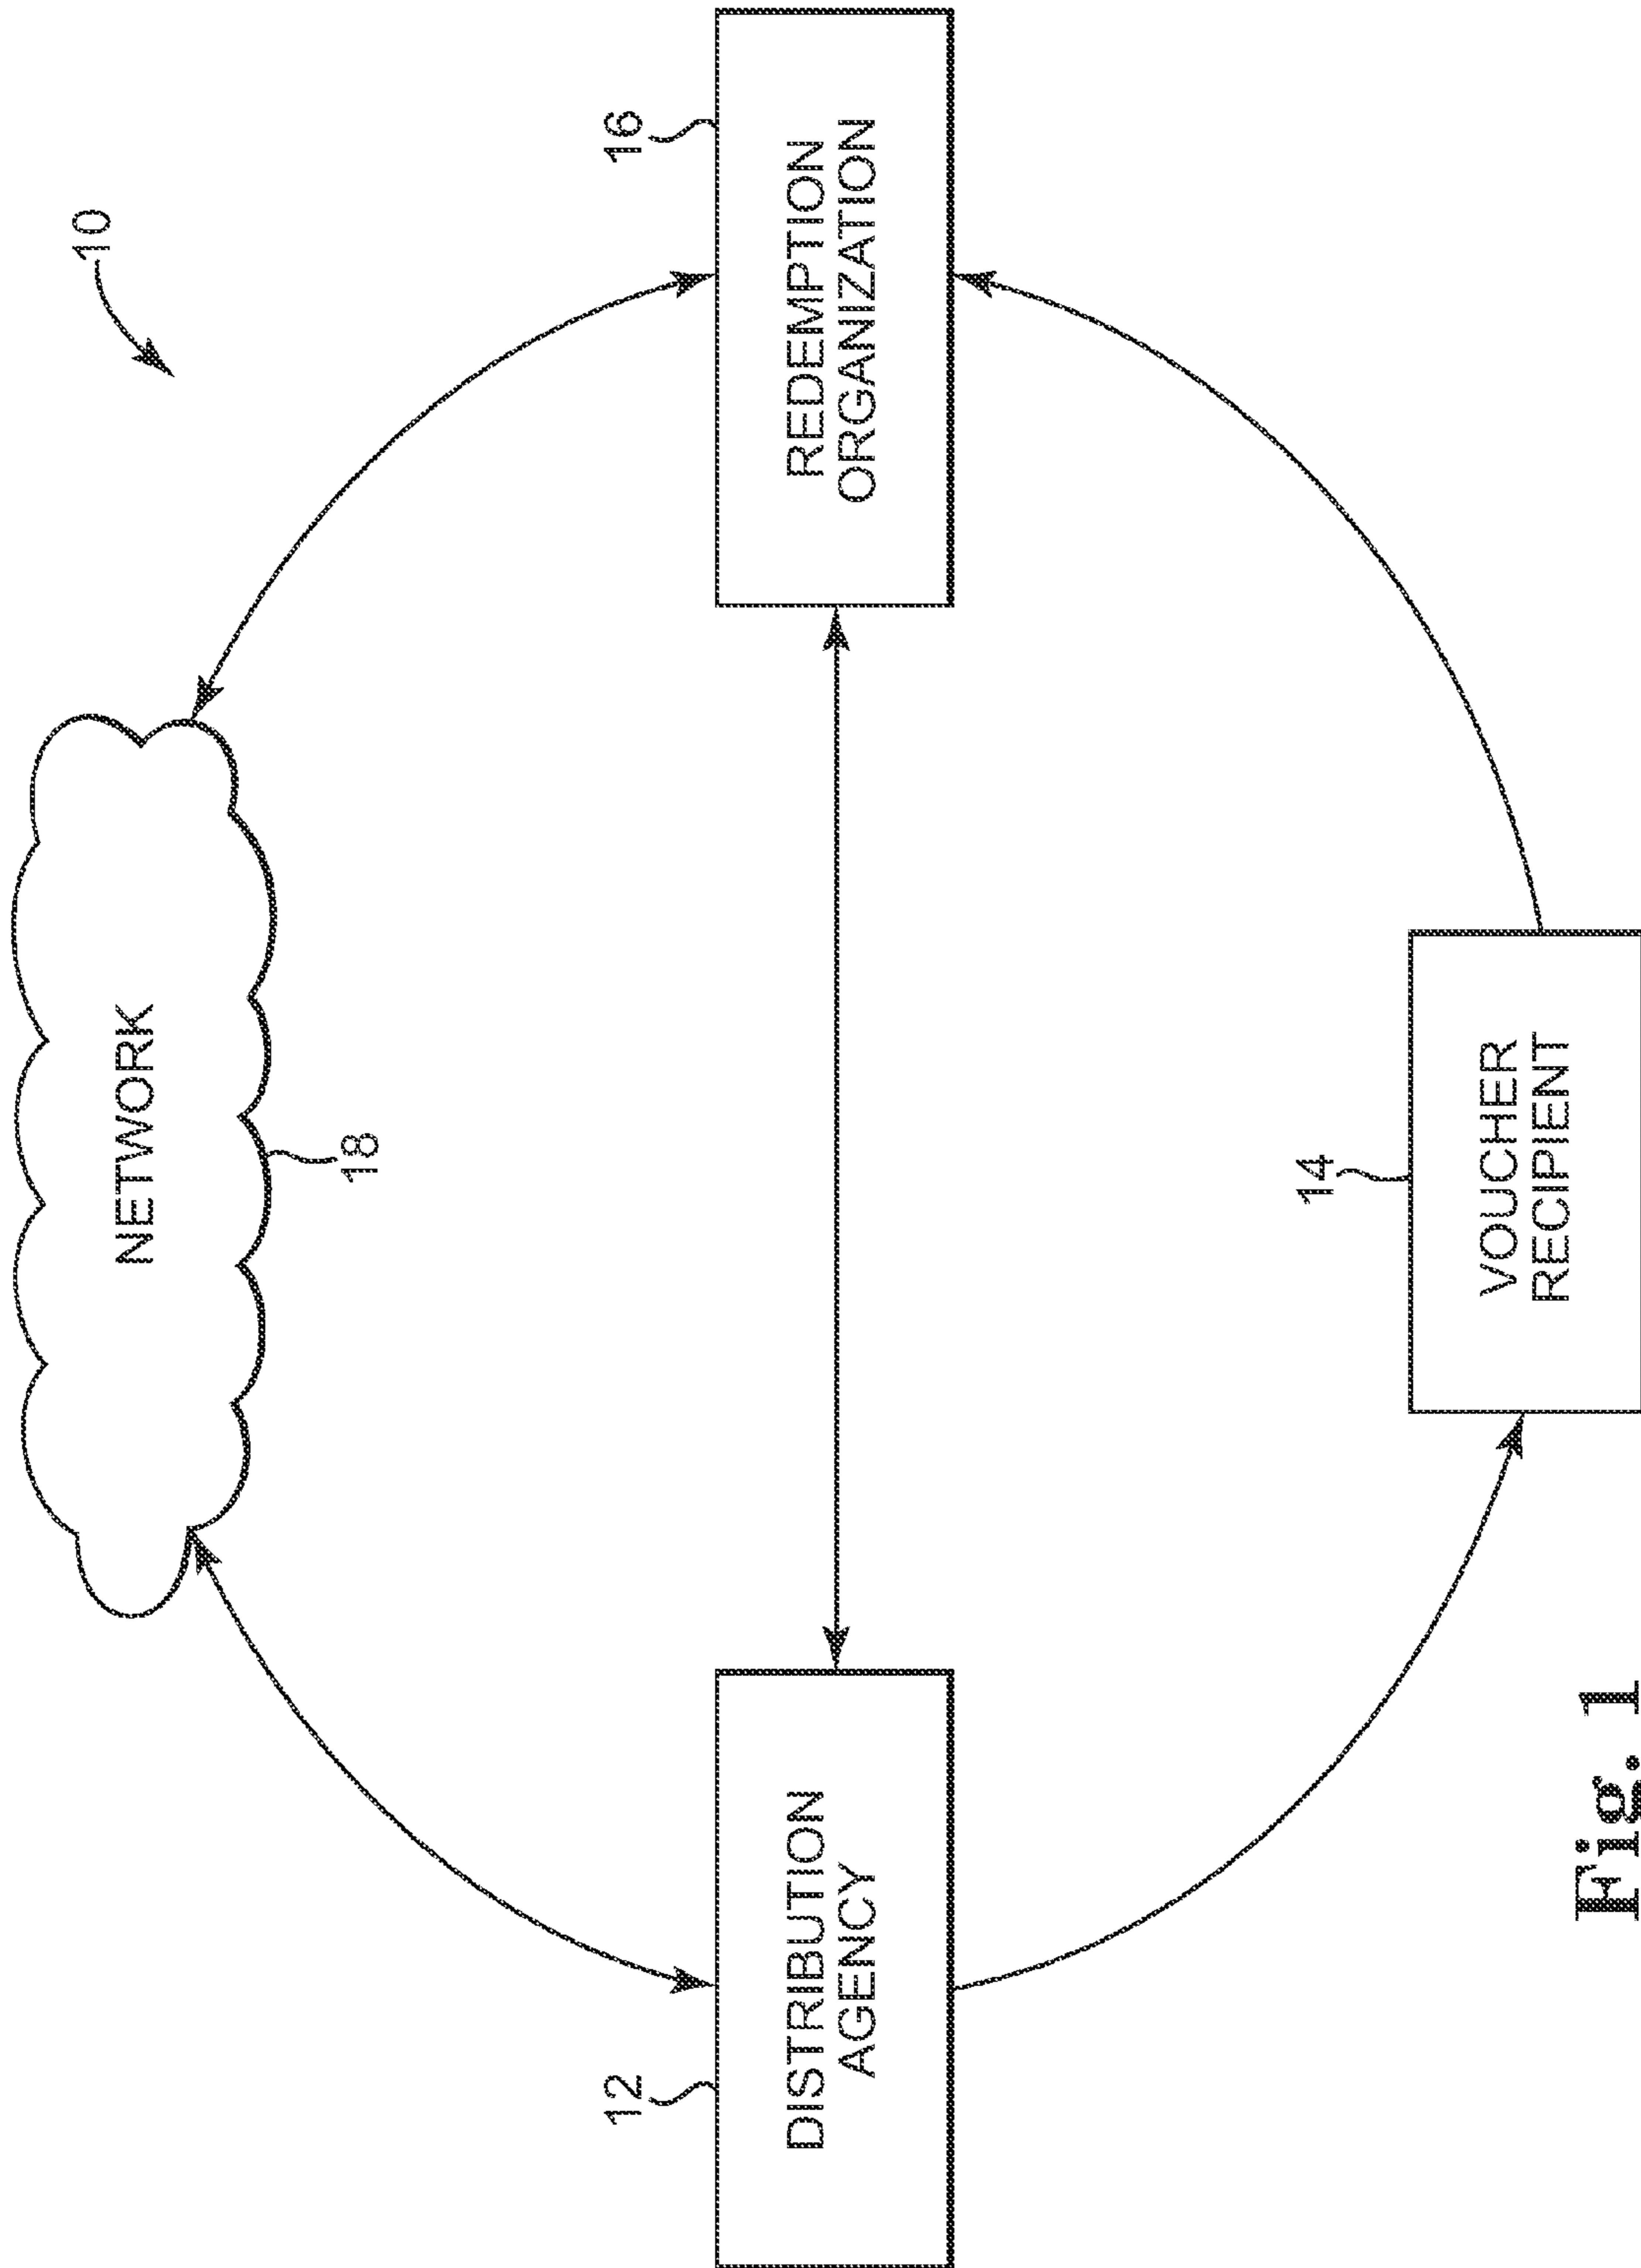 10
NETWORK
18
12
DISTRIBUTION
AGENCY
16
REDEMPTION
ORGANIZATION
14
VOUCHER
RECIPIENT
Fig. 1